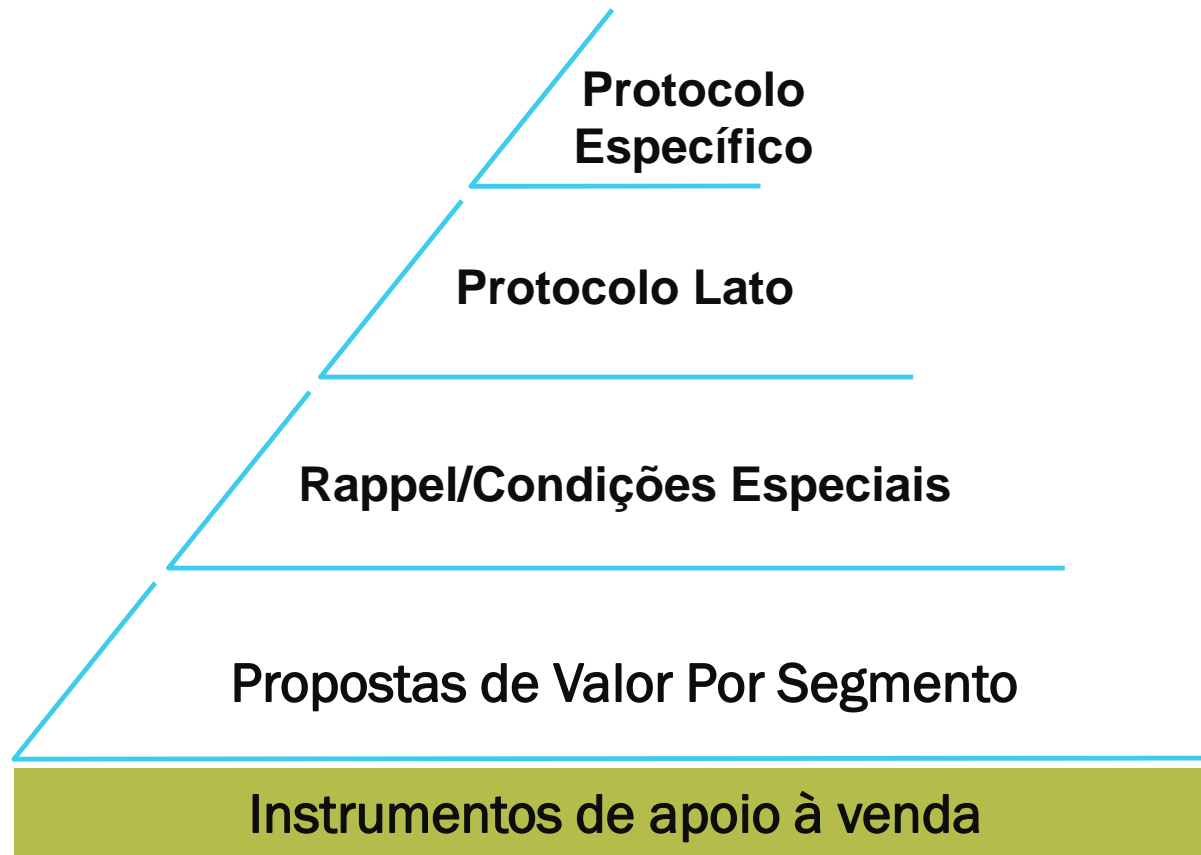 Protocolo
Específico
Protocolo Lato
Rappel/Condições Especiais
Propostas de Valor Por Segmento
Instrumentos de apoio à venda